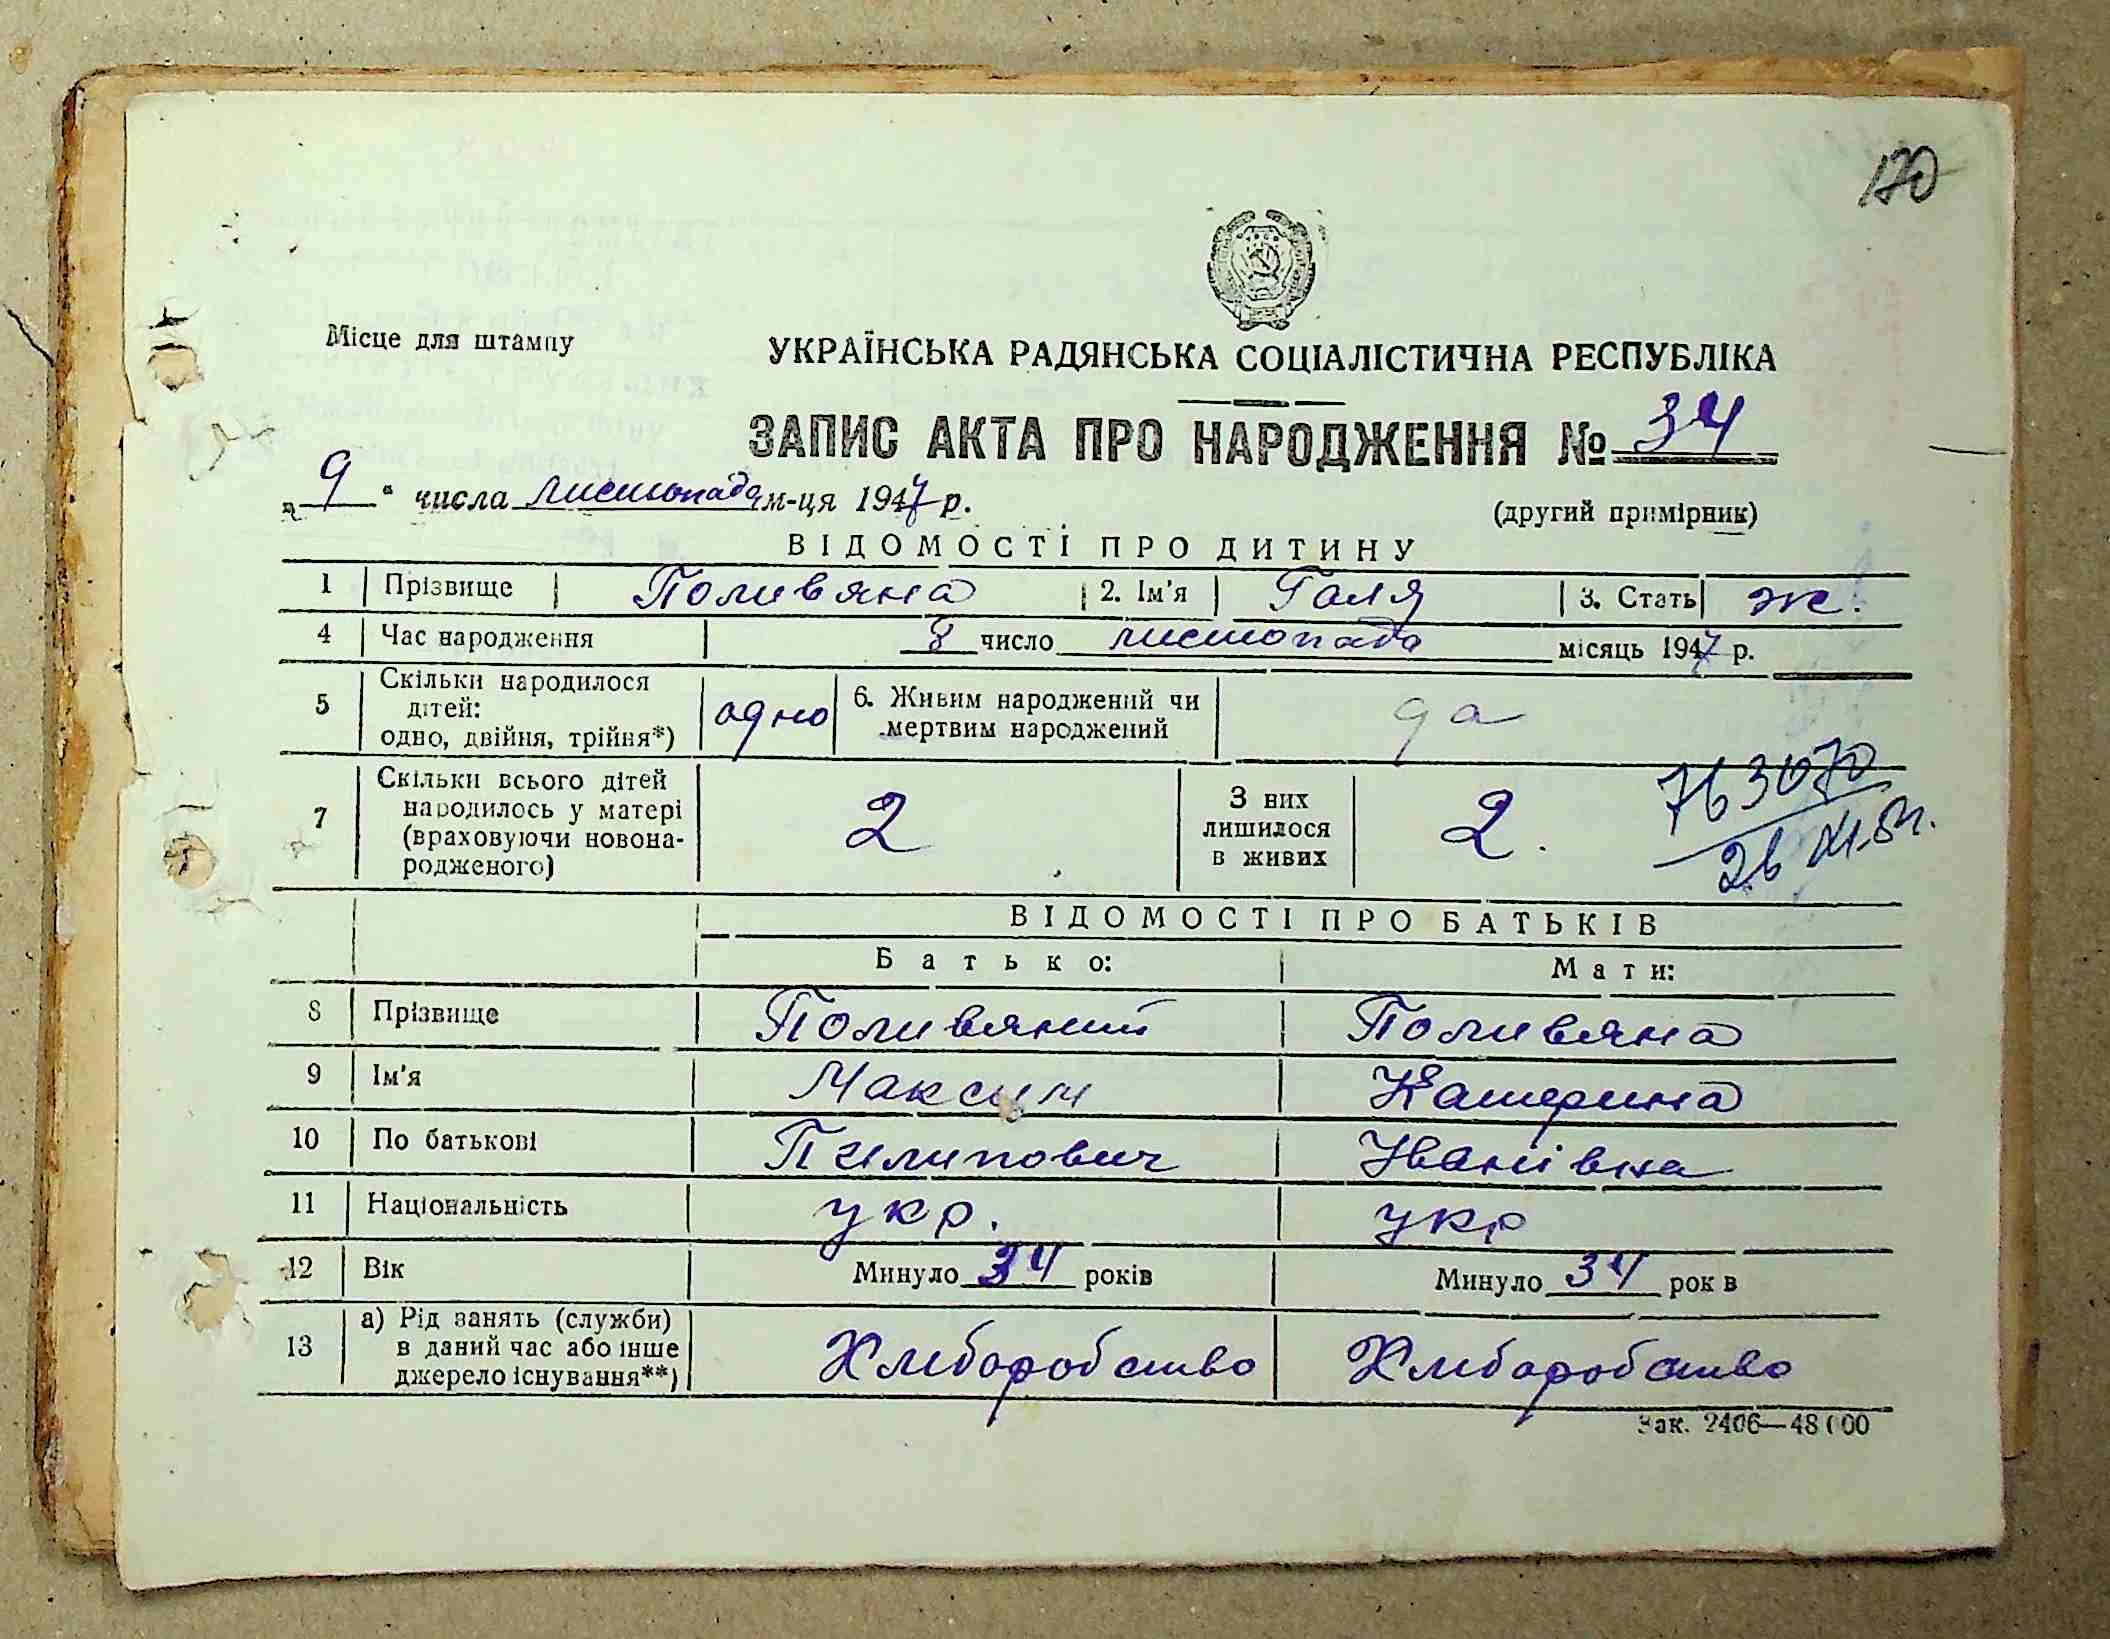 170
Місце для штампу
УКРАЇНСЬКА РАДЯНСЬКА СОЦІАЛІСТИЧНА РЕСПУБЛІКА
ЗАПИС АКТА ПРО НАРОДЖЕННЯ № 34
„ 9 “ числа листопада м-ця 1947 р.
(другий примірник)
ВІДОМОСТІ ПРО ДИТИНУ
1 Прізвище Поливяна 2. Ім'я Галя 3. Стать ж.
4 Час народження 8 число листопада місяць 1947 р.
5 Скільки народилося дітей: одно, двійня, трійня*) одно 6. Живим народжений чи мертвим народжений да
7 Скільки всього дітей народилось у матері (враховуючи новонародженого) 2 З них лишилося в живих 2.
763070
ВІДОМОСТІ ПРО БАТЬКІВ
Батько: Мати:
8 Прізвище Поливяний Поливяна
9 Ім'я Максим Катерина
10 По батькові Пилипович Іванівна
11 Національність укр. укр
12 Вік Минуло 34 років Минуло 34 рок в
13 а) Рід занять (служби) в даний час або інше джерело існування**) Хліборобство Хліборобство
Зак. 2406—48000